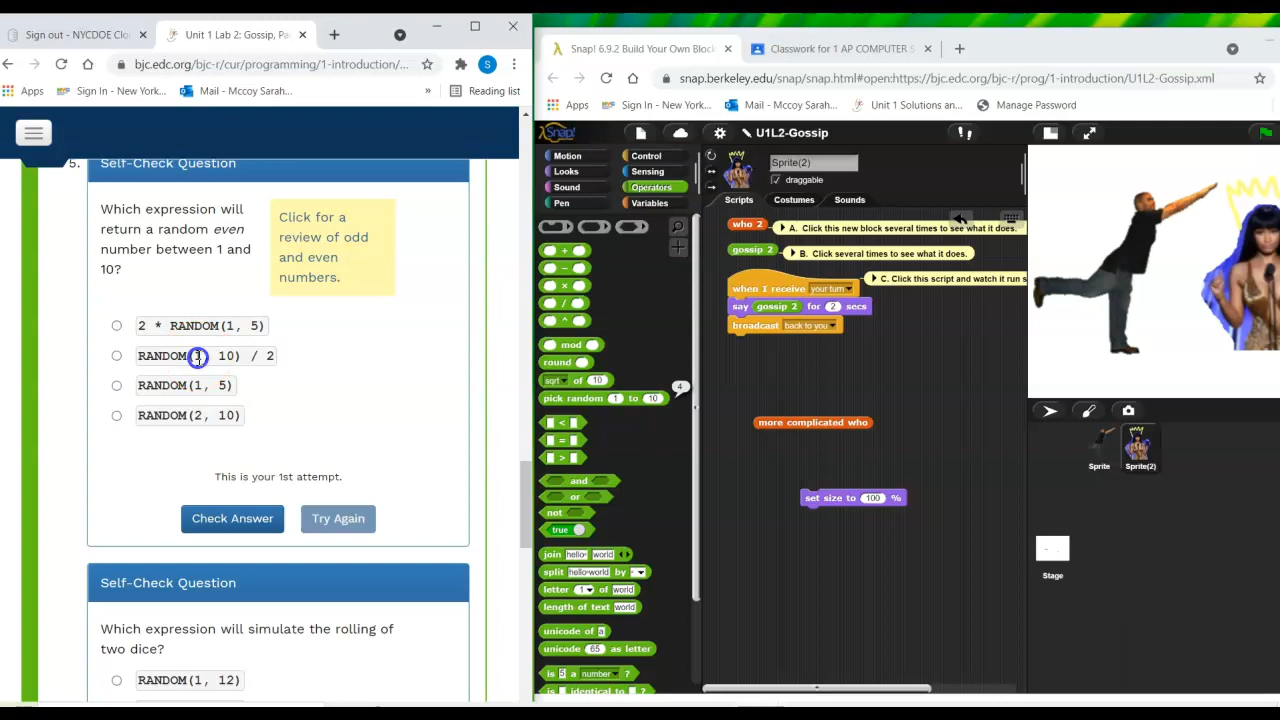 Sign out - NYCDOE Clo
Unit 1 Lab 2: Gossip, Pa
bjc.edc.org/bjc-r/cur/programming/1-introduction/...
S
Apps
Sign In - New York...
Mail - Mccoy Sarah...
»
Reading list
5.
Self-Check Question
Which expression will
return a random even
number between 1 and
10?
Click for a
review of odd
and even
numbers.
2 * RANDOM(1, 5)
RANDOM(1, 10) / 2
RANDOM(1, 5)
RANDOM(2, 10)
This is your 1st attempt.
Check Answer
Try Again
Self-Check Question
Which expression will simulate the rolling of
two dice?
RANDOM(1, 12)
Snap! 6.9.2 Build Your Own Block
Classwork for 1 AP COMPUTER S
snap.berkeley.edu/snap/snap.html#open:https://bjc.edc.org/bjc-r/prog/1-introduction/U1L2-Gossip.xml
Apps
Sign In - New York...
Mail - Mccoy Sarah...
Unit 1 Solutions an...
Manage Password
Snap!
U1L2-Gossip
Motion
Control
Looks
Sensing
Sound
Operators
Pen
Variables
+
−
×
/
^
mod
round
sqrt of 10
pick random 1 to 10
4
<
=
>
and
or
not
true
join hello world
split hello world by
letter 1 of world
length of text world
unicode of a
unicode 65 as letter
is 5 a number ?
is identical to ?
Sprite(2)
draggable
Scripts
Costumes
Sounds
who 2
A. Click this new block several times to see what it does.
gossip 2
B. Click several times to see what it does.
C. Click this script and watch it run s
when I receive your turn
say gossip 2 for 2 secs
broadcast back to you
more complicated who
set size to 100 %
Sprite
Sprite(2)
Stage